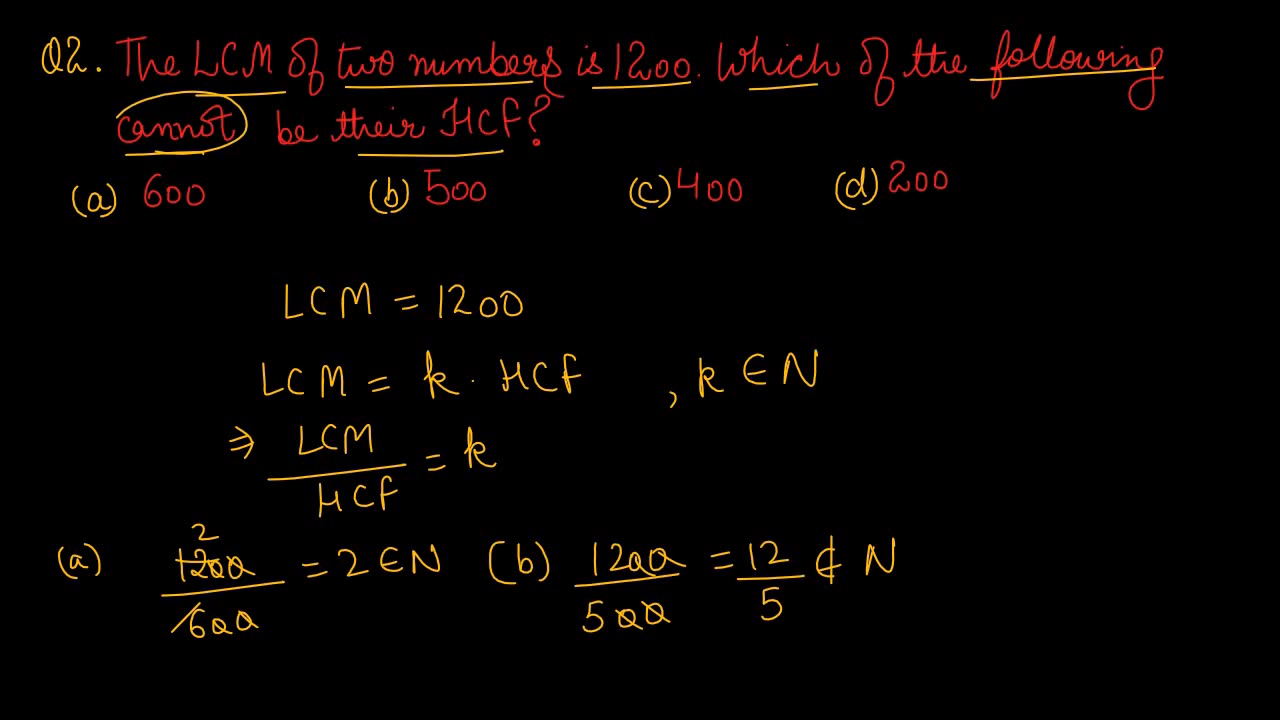 Q2. The LCM of two numbers is 1200. Which of the following
cannot be their HCF?
(a) 600 (b) 500 (c) 400 (d) 200
LCM = 1200
LCM = k · HCF , k ∈ N
⇒ LCM/HCF = k
(a) 1200/600 = 2 ∈ N (b) 1200/500 = 12/5 ∉ N